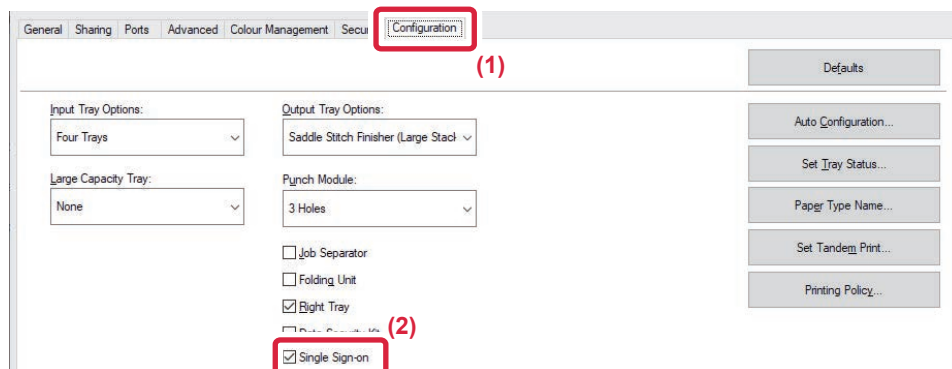 General Sharing Ports Advanced Colour Management Secu Configuration
(1)
Defaults
Input Tray Options:
Four Trays
Large Capacity Tray:
None
Output Tray Options:
Saddle Stitch Finisher (Large Stack
Punch Module:
3 Holes
Job Separator
Folding Unit
Right Tray
(2)
Single Sign-on
Auto Configuration...
Set Tray Status...
Paper Type Name...
Set Tandem Print...
Printing Policy...